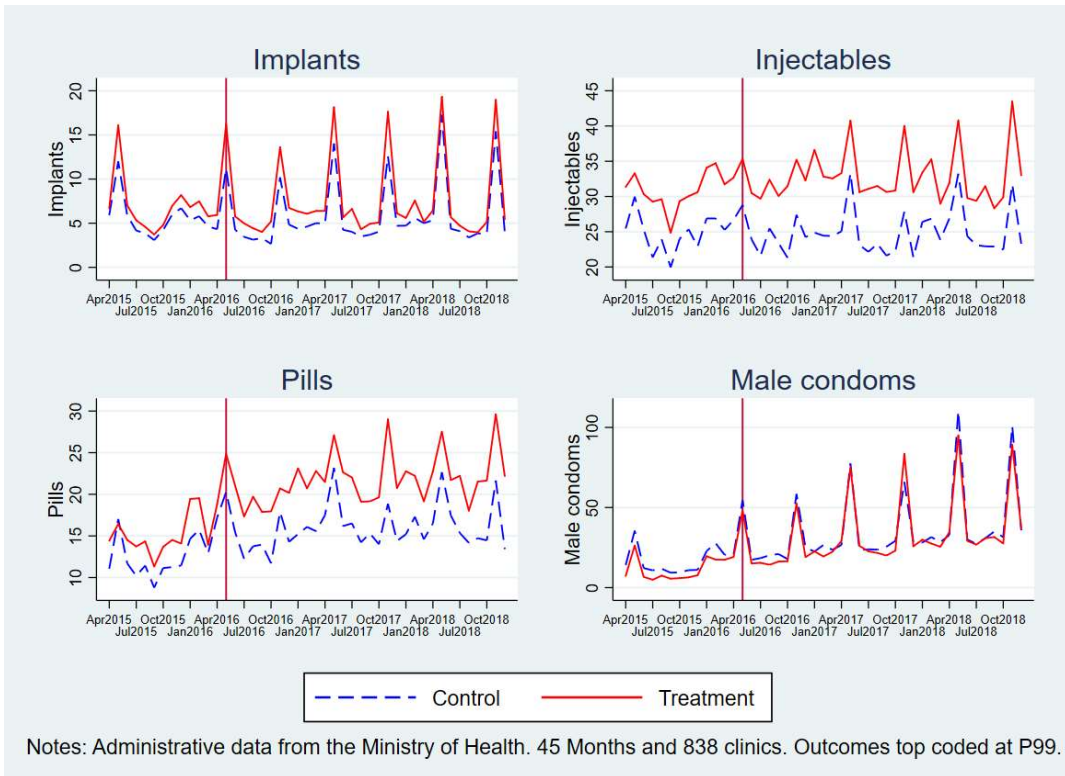 Implants
Implants
20
15
10
5
0
Apr2015 Oct2015 Apr2016 Oct2016 Apr2017 Oct2017 Apr2018 Oct2018
Jul2015 Jan2016 Jul2016 Jan2017 Jul2017 Jan2018 Jul2018
Injectables
Injectables
45
40
35
30
25
20
Apr2015 Oct2015 Apr2016 Oct2016 Apr2017 Oct2017 Apr2018 Oct2018
Jul2015 Jan2016 Jul2016 Jan2017 Jul2017 Jan2018 Jul2018
Pills
Pills
30
25
20
15
10
Apr2015 Oct2015 Apr2016 Oct2016 Apr2017 Oct2017 Apr2018 Oct2018
Jul2015 Jan2016 Jul2016 Jan2017 Jul2017 Jan2018 Jul2018
Male condoms
Male condoms
100
50
0
Apr2015 Oct2015 Apr2016 Oct2016 Apr2017 Oct2017 Apr2018 Oct2018
Jul2015 Jan2016 Jul2016 Jan2017 Jul2017 Jan2018 Jul2018
Control Treatment
Notes: Administrative data from the Ministry of Health. 45 Months and 838 clinics. Outcomes top coded at P99.